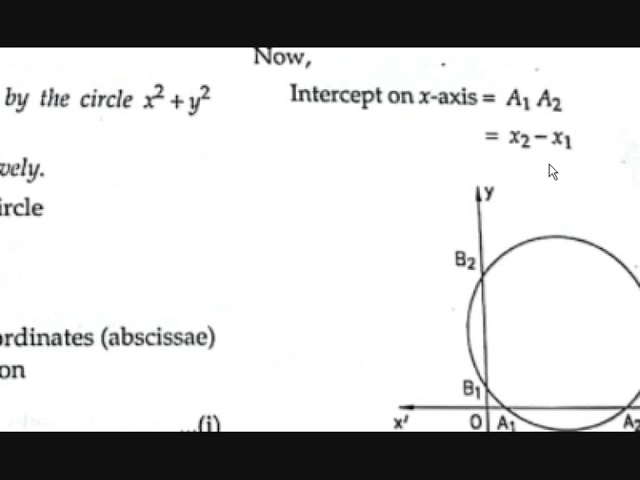 by the circle x² + y²
vely.
ircle
ordinates (abscissae)
on
...(i)
Now,
Intercept on x-axis = A₁ A₂
= x₂ – x₁
y
B₂
B₁
x'
O
A₁
A₂